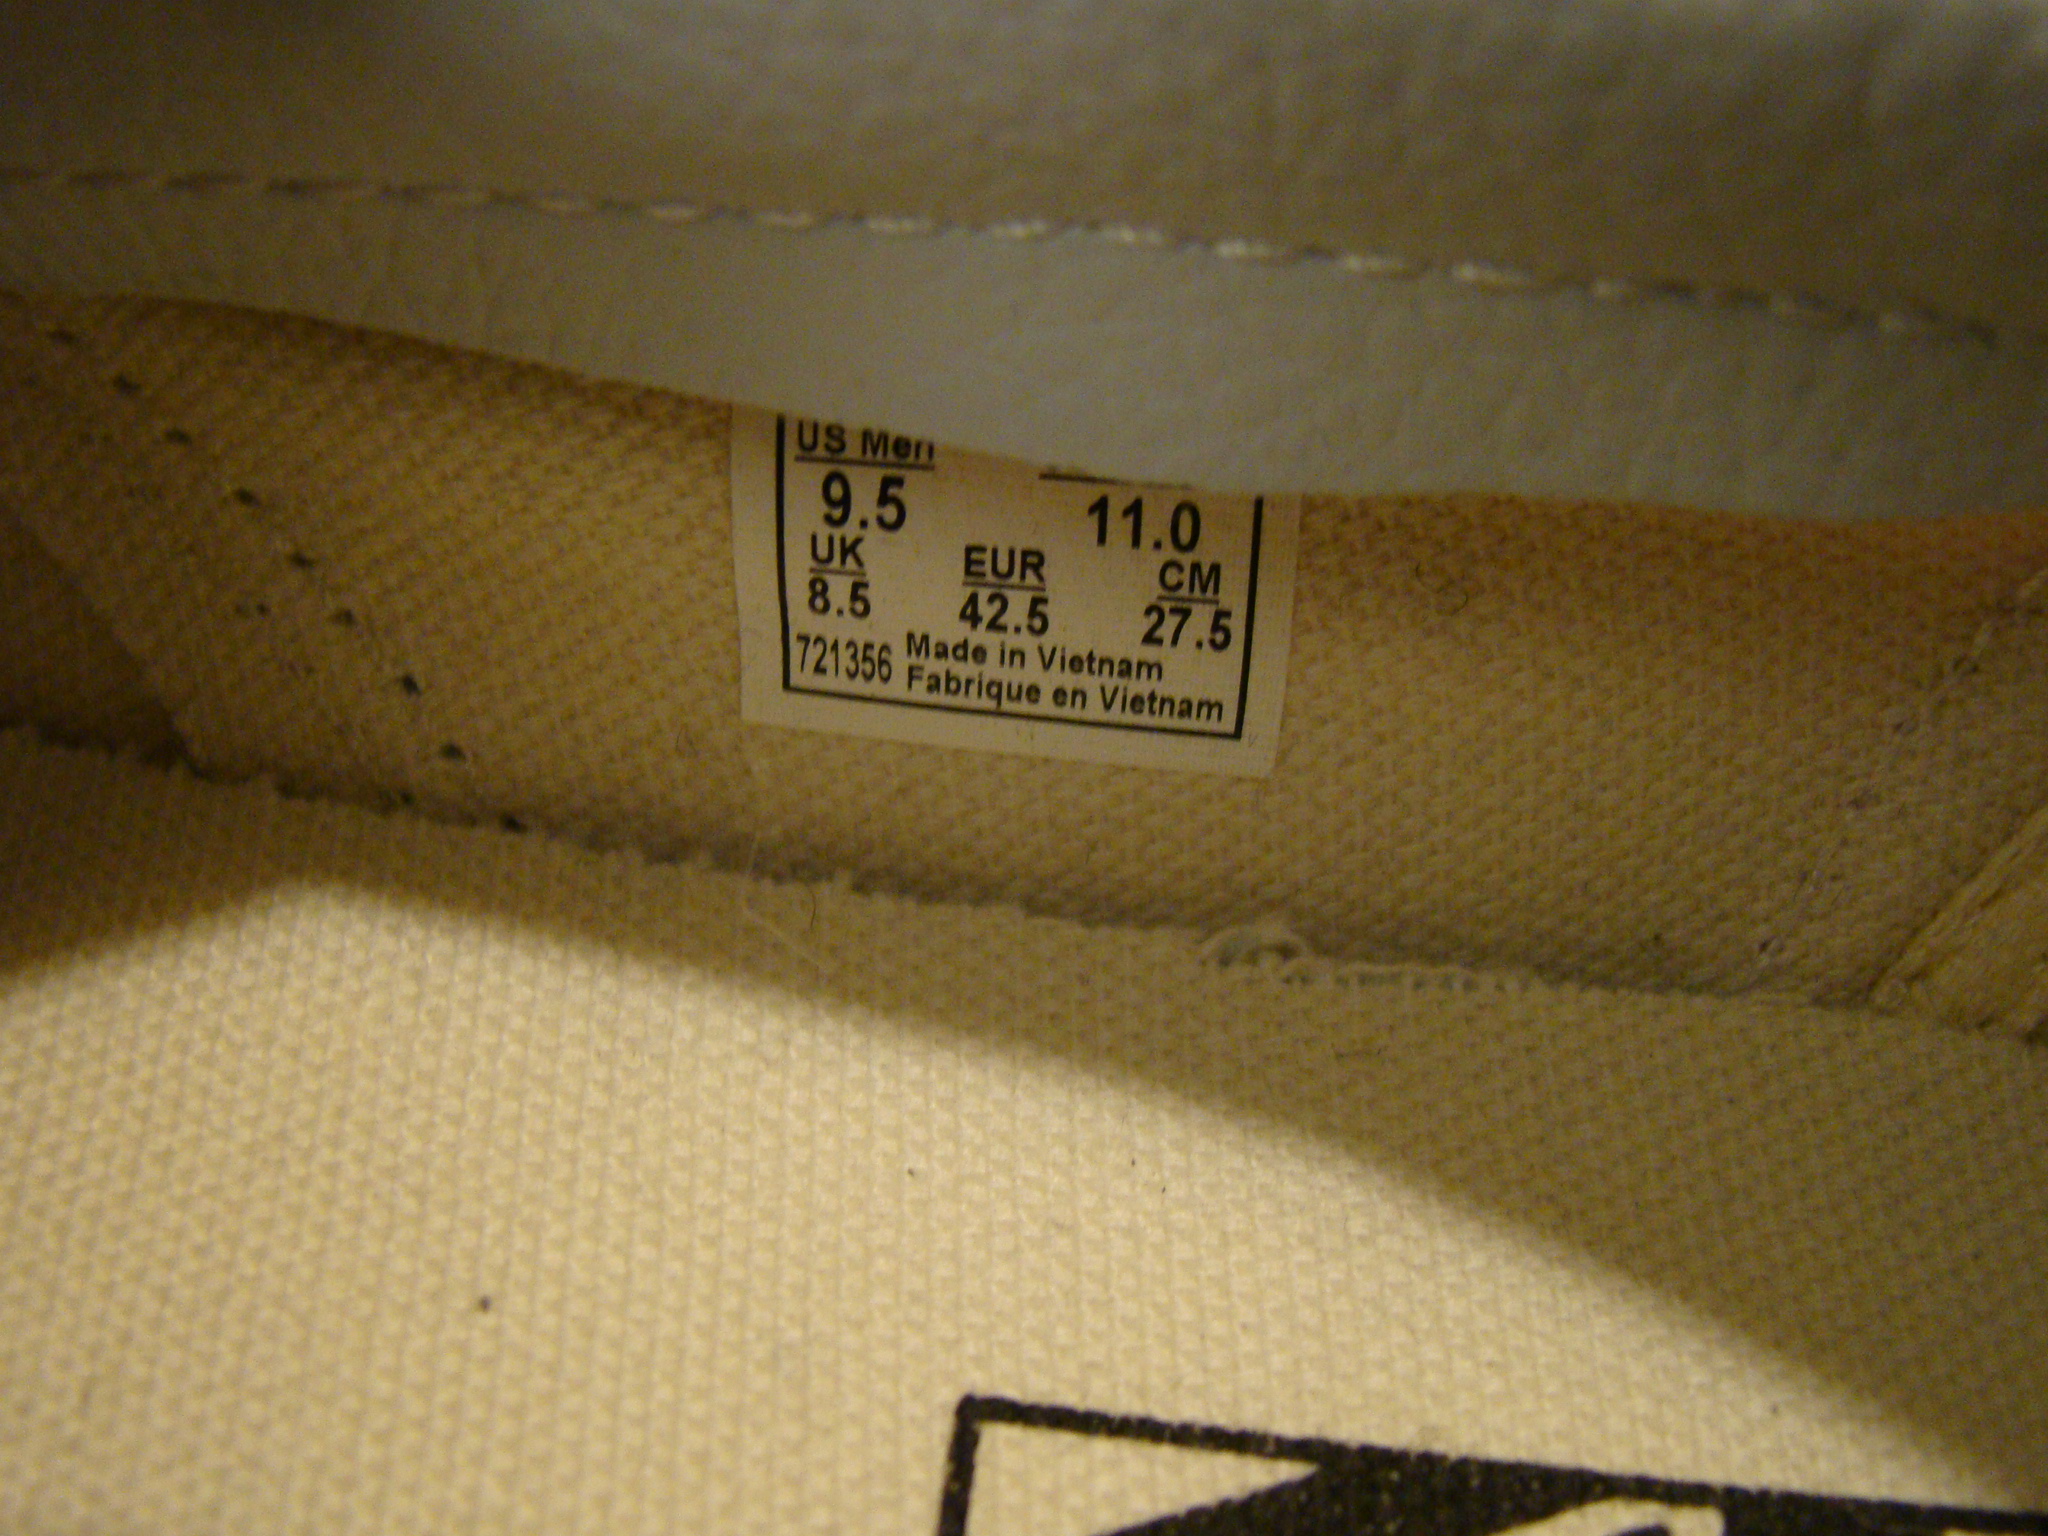 US Men
9.5 11.0
UK EUR CM
8.5 42.5 27.5
721356 Made in Vietnam
Fabrique en Vietnam